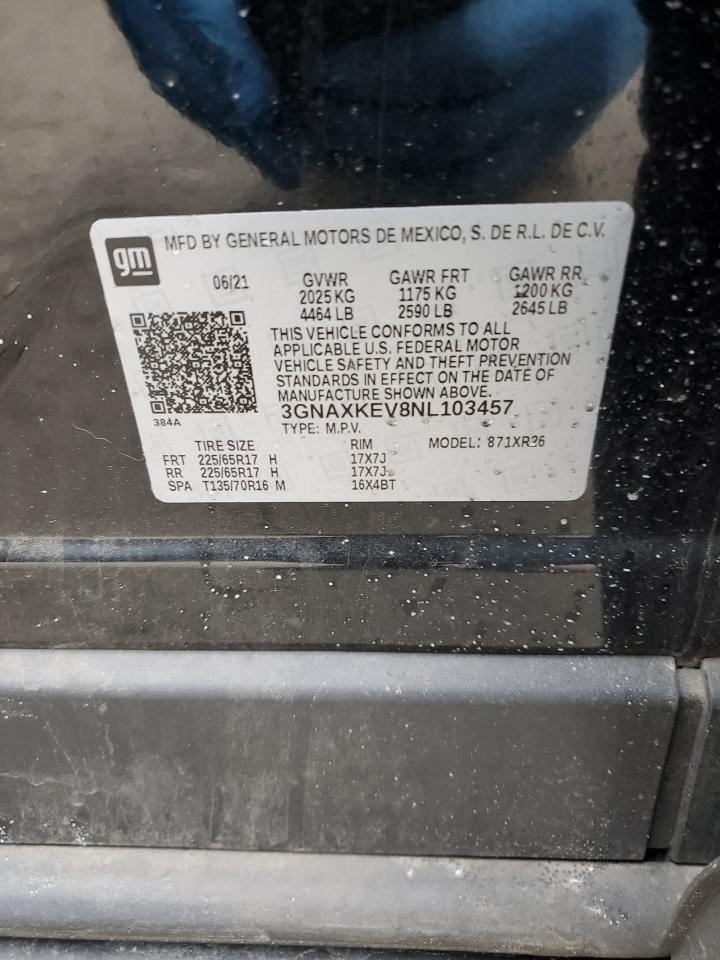 gm
MFD BY GENERAL MOTORS DE MEXICO, S. DE R.L. DE C.V.
06/21 GVWR GAWR FRT GAWR RR
2025 KG 1175 KG 1200 KG
4464 LB 2590 LB 2645 LB
THIS VEHICLE CONFORMS TO ALL
APPLICABLE U.S. FEDERAL MOTOR
VEHICLE SAFETY AND THEFT PREVENTION
STANDARDS IN EFFECT ON THE DATE OF
MANUFACTURE SHOWN ABOVE.
384A
3GNAXKEV8NL103457
TYPE: M.P.V. MODEL: 871XR36
TIRE SIZE RIM
FRT 225/65R17 H 17X7J
RR 225/65R17 H 17X7J
SPA T135/70R16 M 16X4BT